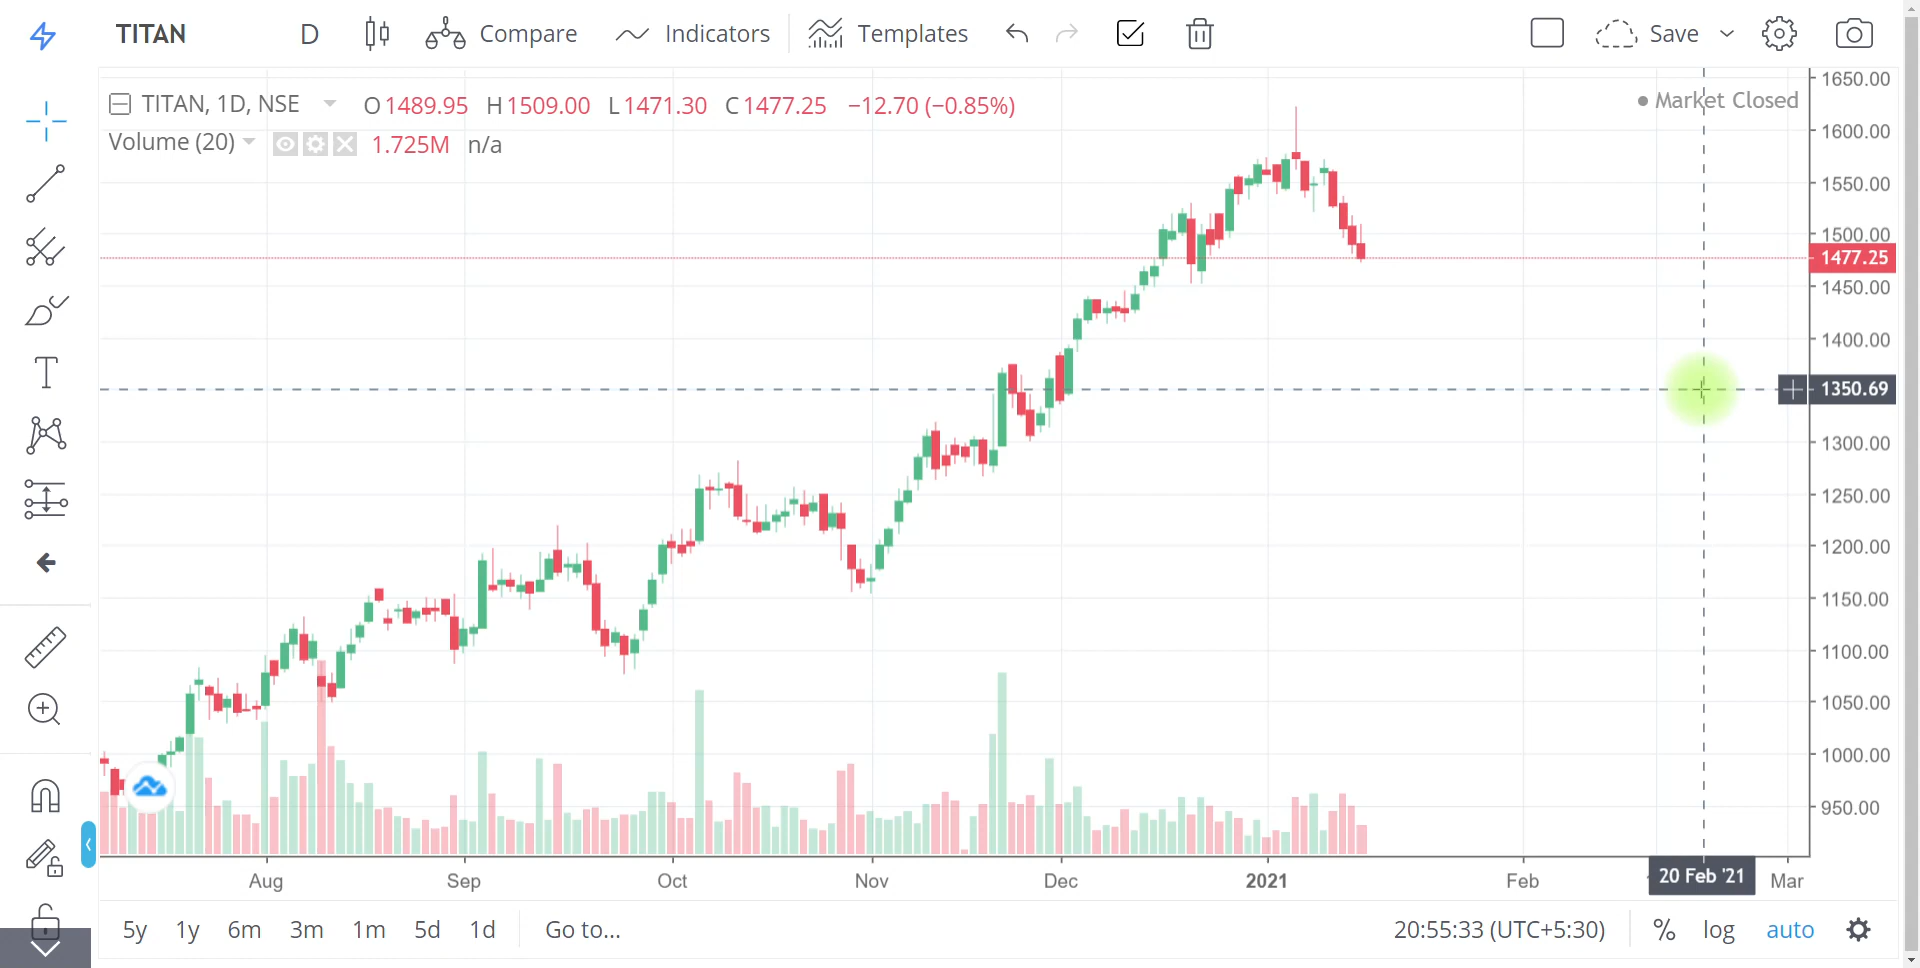 TITAN D Compare Indicators Templates Save
TITAN, 1D, NSE O1489.95 H1509.00 L1471.30 C1477.25 −12.70 (−0.85%)
Market Closed
Volume (20) 1.725M n/a
1650.00
1600.00
1550.00
1500.00
1477.25
1450.00
1400.00
1350.69
1300.00
1250.00
1200.00
1150.00
1100.00
1050.00
1000.00
950.00
Aug Sep Oct Nov Dec 2021 Feb 20 Feb '21 Mar
5y 1y 6m 3m 1m 5d 1d Go to... 20:55:33 (UTC+5:30) % log auto